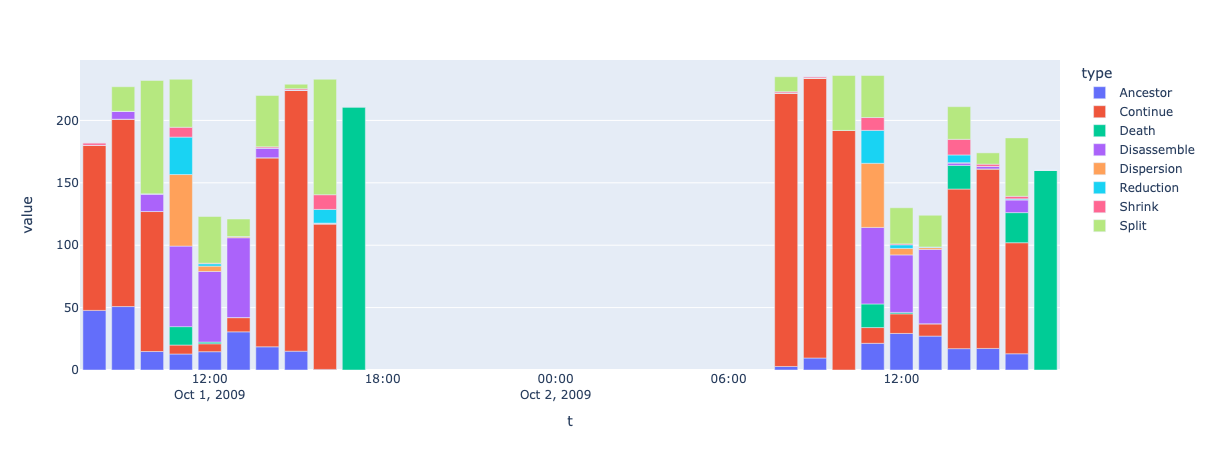 type
Ancestor
Continue
Death
Disassemble
Dispersion
Reduction
Shrink
Split
value
200
150
100
50
0
12:00
Oct 1, 2009
18:00
00:00
Oct 2, 2009
06:00
12:00
t